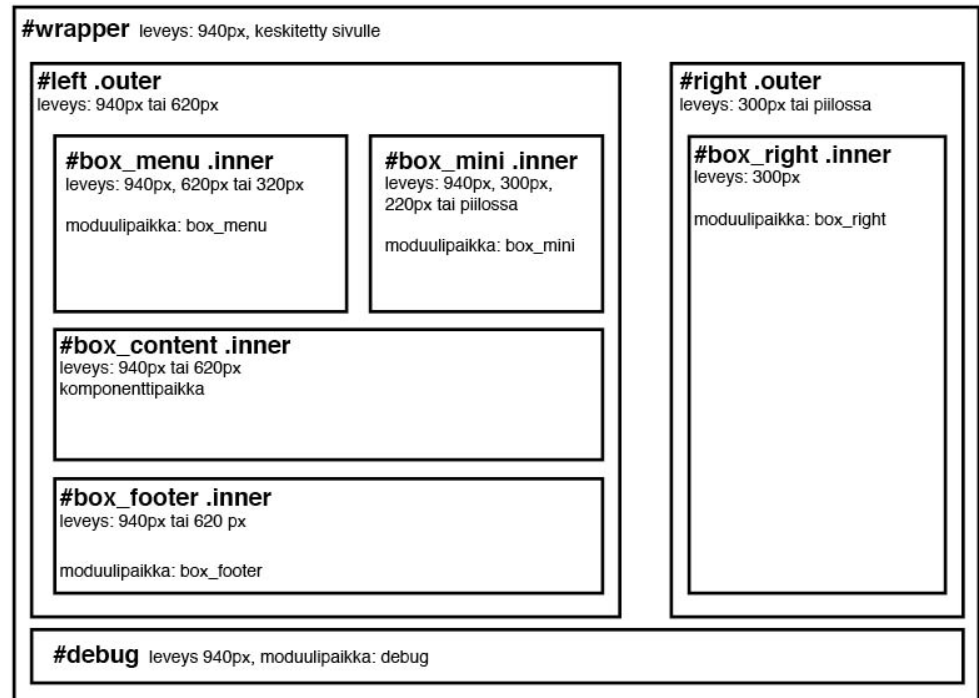 #wrapper leveys: 940px, keskitetty sivulle
#left .outer
leveys: 940px tai 620px
#box_menu .inner
leveys: 940px, 620px tai 320px
moduulipaikka: box_menu
#box_mini .inner
leveys: 940px, 300px,
220px tai piilossa
moduulipaikka: box_mini
#box_content .inner
leveys: 940px tai 620px
komponenttipaikka
#box_footer .inner
leveys: 940px tai 620 px
moduulipaikka: box_footer
#right .outer
leveys: 300px tai piilossa
#box_right .inner
leveys: 300px
moduulipaikka: box_right
#debug leveys 940px, moduulipaikka: debug